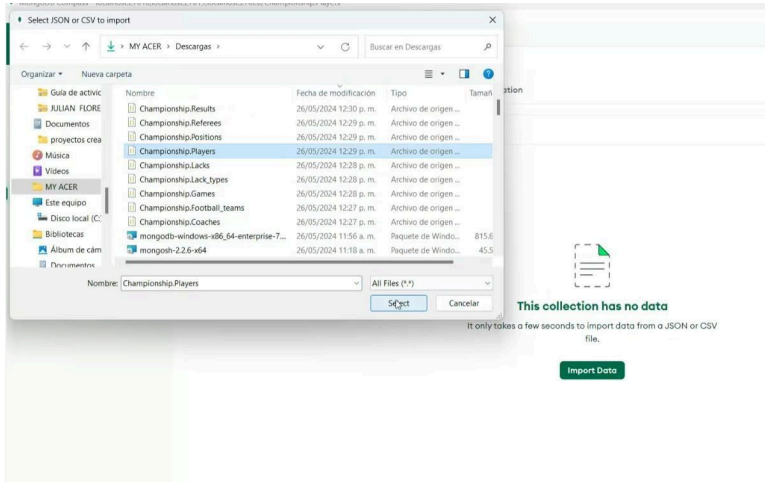 Select JSON or CSV to import
MY ACER > Descargas >
Buscar en Descargas
Organizar
Nueva carpeta
Nombre Fecha de modificación Tipo Tamañ
Guía de activic
JULIAN FLORE
Documentos
proyectos crea
Música
Videos
MY ACER
Este equipo
Disco local (C:
Bibliotecas
Álbum de cám
Documentos
Championship.Results 26/05/2024 12:30 p. m. Archivo de origen ...
Championship.Referees 26/05/2024 12:29 p. m. Archivo de origen ...
Championship.Positions 26/05/2024 12:29 p. m. Archivo de origen ...
Championship.Players 26/05/2024 12:29 p. m. Archivo de origen ...
Championship.Lacks 26/05/2024 12:28 p. m. Archivo de origen ...
Championship.Lack_types 26/05/2024 12:28 p. m. Archivo de origen ...
Championship.Games 26/05/2024 12:28 p. m. Archivo de origen ...
Championship.Football_teams 26/05/2024 12:27 p. m. Archivo de origen ...
Championship.Coaches 26/05/2024 12:27 p. m. Archivo de origen ...
mongodb-windows-x86_64-enterprise-7... 26/05/2024 11:56 a. m. Paquete de Windo... 815.6
mongosh-2.2.6-x64 26/05/2024 11:18 a. m. Paquete de Windo... 45.5
Nombre: Championship.Players
All Files (*.*)
Select
Cancelar
ation
This collection has no data
It only takes a few seconds to import data from a JSON or CSV
file.
Import Data